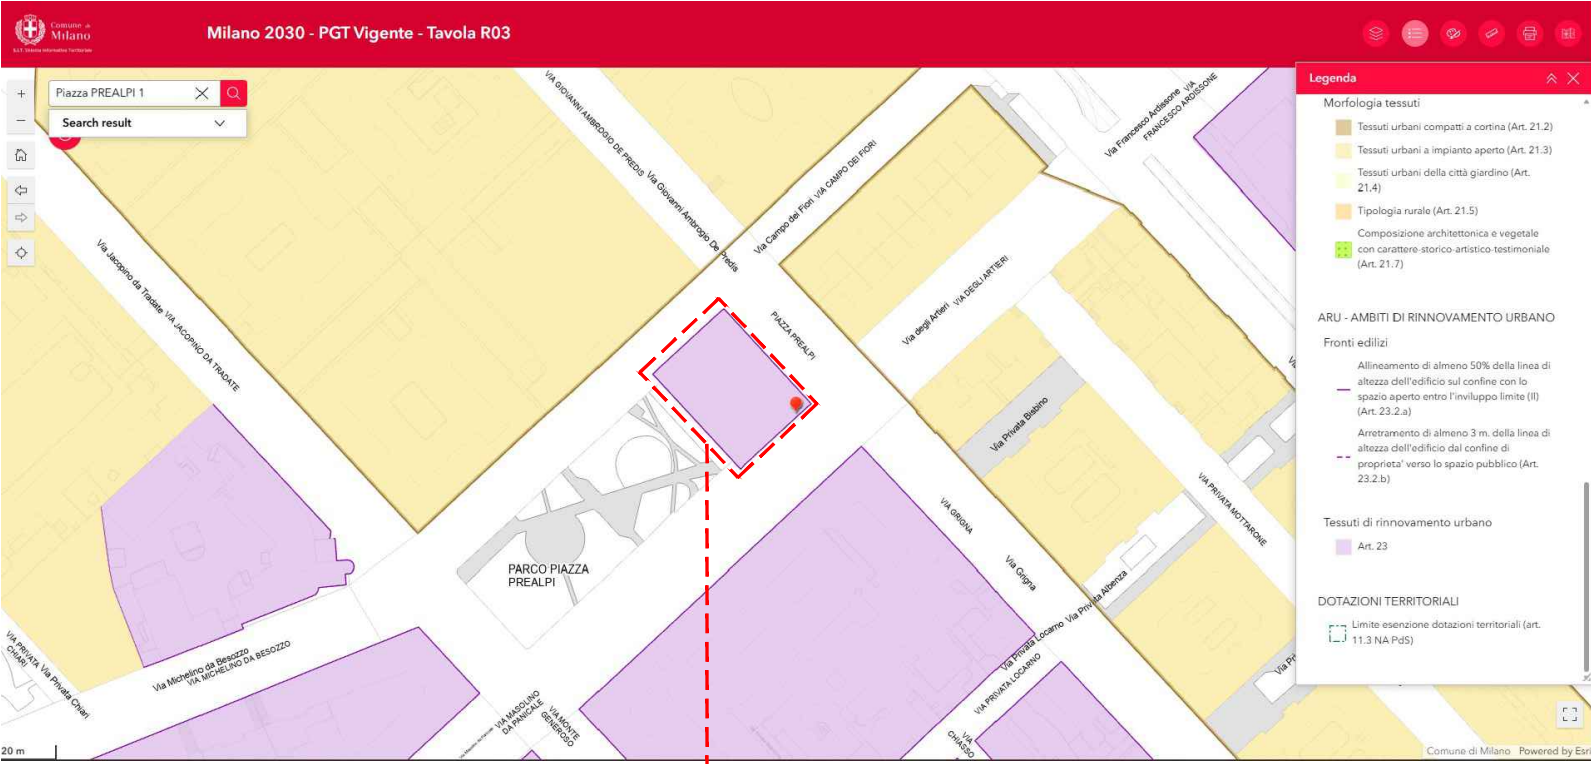 Comune di
Milano
S.I.T. Sistema Informativo Territoriale
Milano 2030 - PGT Vigente - Tavola R03
+
Piazza PREALPI 1
Search result
−
Legenda
Morfologia tessuti
Tessuti urbani compatti a cortina (Art. 21.2)
Tessuti urbani a impianto aperto (Art. 21.3)
Tessuti urbani della città giardino (Art.
21.4)
Tipologia rurale (Art. 21.5)
Composizione architettonica e vegetale
con carattere-storico-artistico-testimoniale
(Art. 21.7)
ARU - AMBITI DI RINNOVAMENTO URBANO
Fronti edilizi
Allineamento di almeno 50% della linea di
altezza dell'edificio sul confine con lo
spazio aperto entro l'inviluppo limite (II)
(Art. 23.2.a)
Arretramento di almeno 3 m. della linea di
altezza dell'edificio dal confine di
proprieta' verso lo spazio pubblico (Art.
23.2.b)
Tessuti di rinnovamento urbano
Art. 23
DOTAZIONI TERRITORIALI
Limite esenzione dotazioni territoriali (art.
11.3 NA PdS)
VIA GIOVANNI AMBROGIO DE PREDIS
Via Giovanni Ambrogio De Predis
Via Campo dei Fiori
VIA CAMPO DEI FIORI
Via Francesco Ardissone
VIA
FRANCESCO ARDISSONE
Via Jacopino da Tradate
VIA JACOPINO DA TRADATE
PIAZZA PREALPI
Via degli Artieri
VIA DEGLI ARTIERI
Via Privata Bisbino
VIA PRIVATA MOTTARONE
VIA GRIGNA
Via Grigna
PARCO PIAZZA
PREALPI
Via Privata Albenza
Via Privata Locarno
VIA PRIVATA LOCARNO
VIA PRIVATA
CHIARI
Via Privata Chiari
Via Michelino da Besozzo
VIA MICHELINO DA BESOZZO
VIA MASOLINO
DA PANICALE
VIA MONTE
GENEROSO
VIA
CHIASSO
20 m
Comune di Milano
Powered by Esri